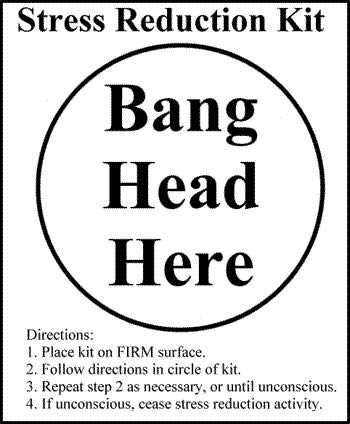 Stress Reduction Kit
Bang
Head
Here
Directions:
1. Place kit on FIRM surface.
2. Follow directions in circle of kit.
3. Repeat step 2 as necessary, or until unconscious.
4. If unconscious, cease stress reduction activity.